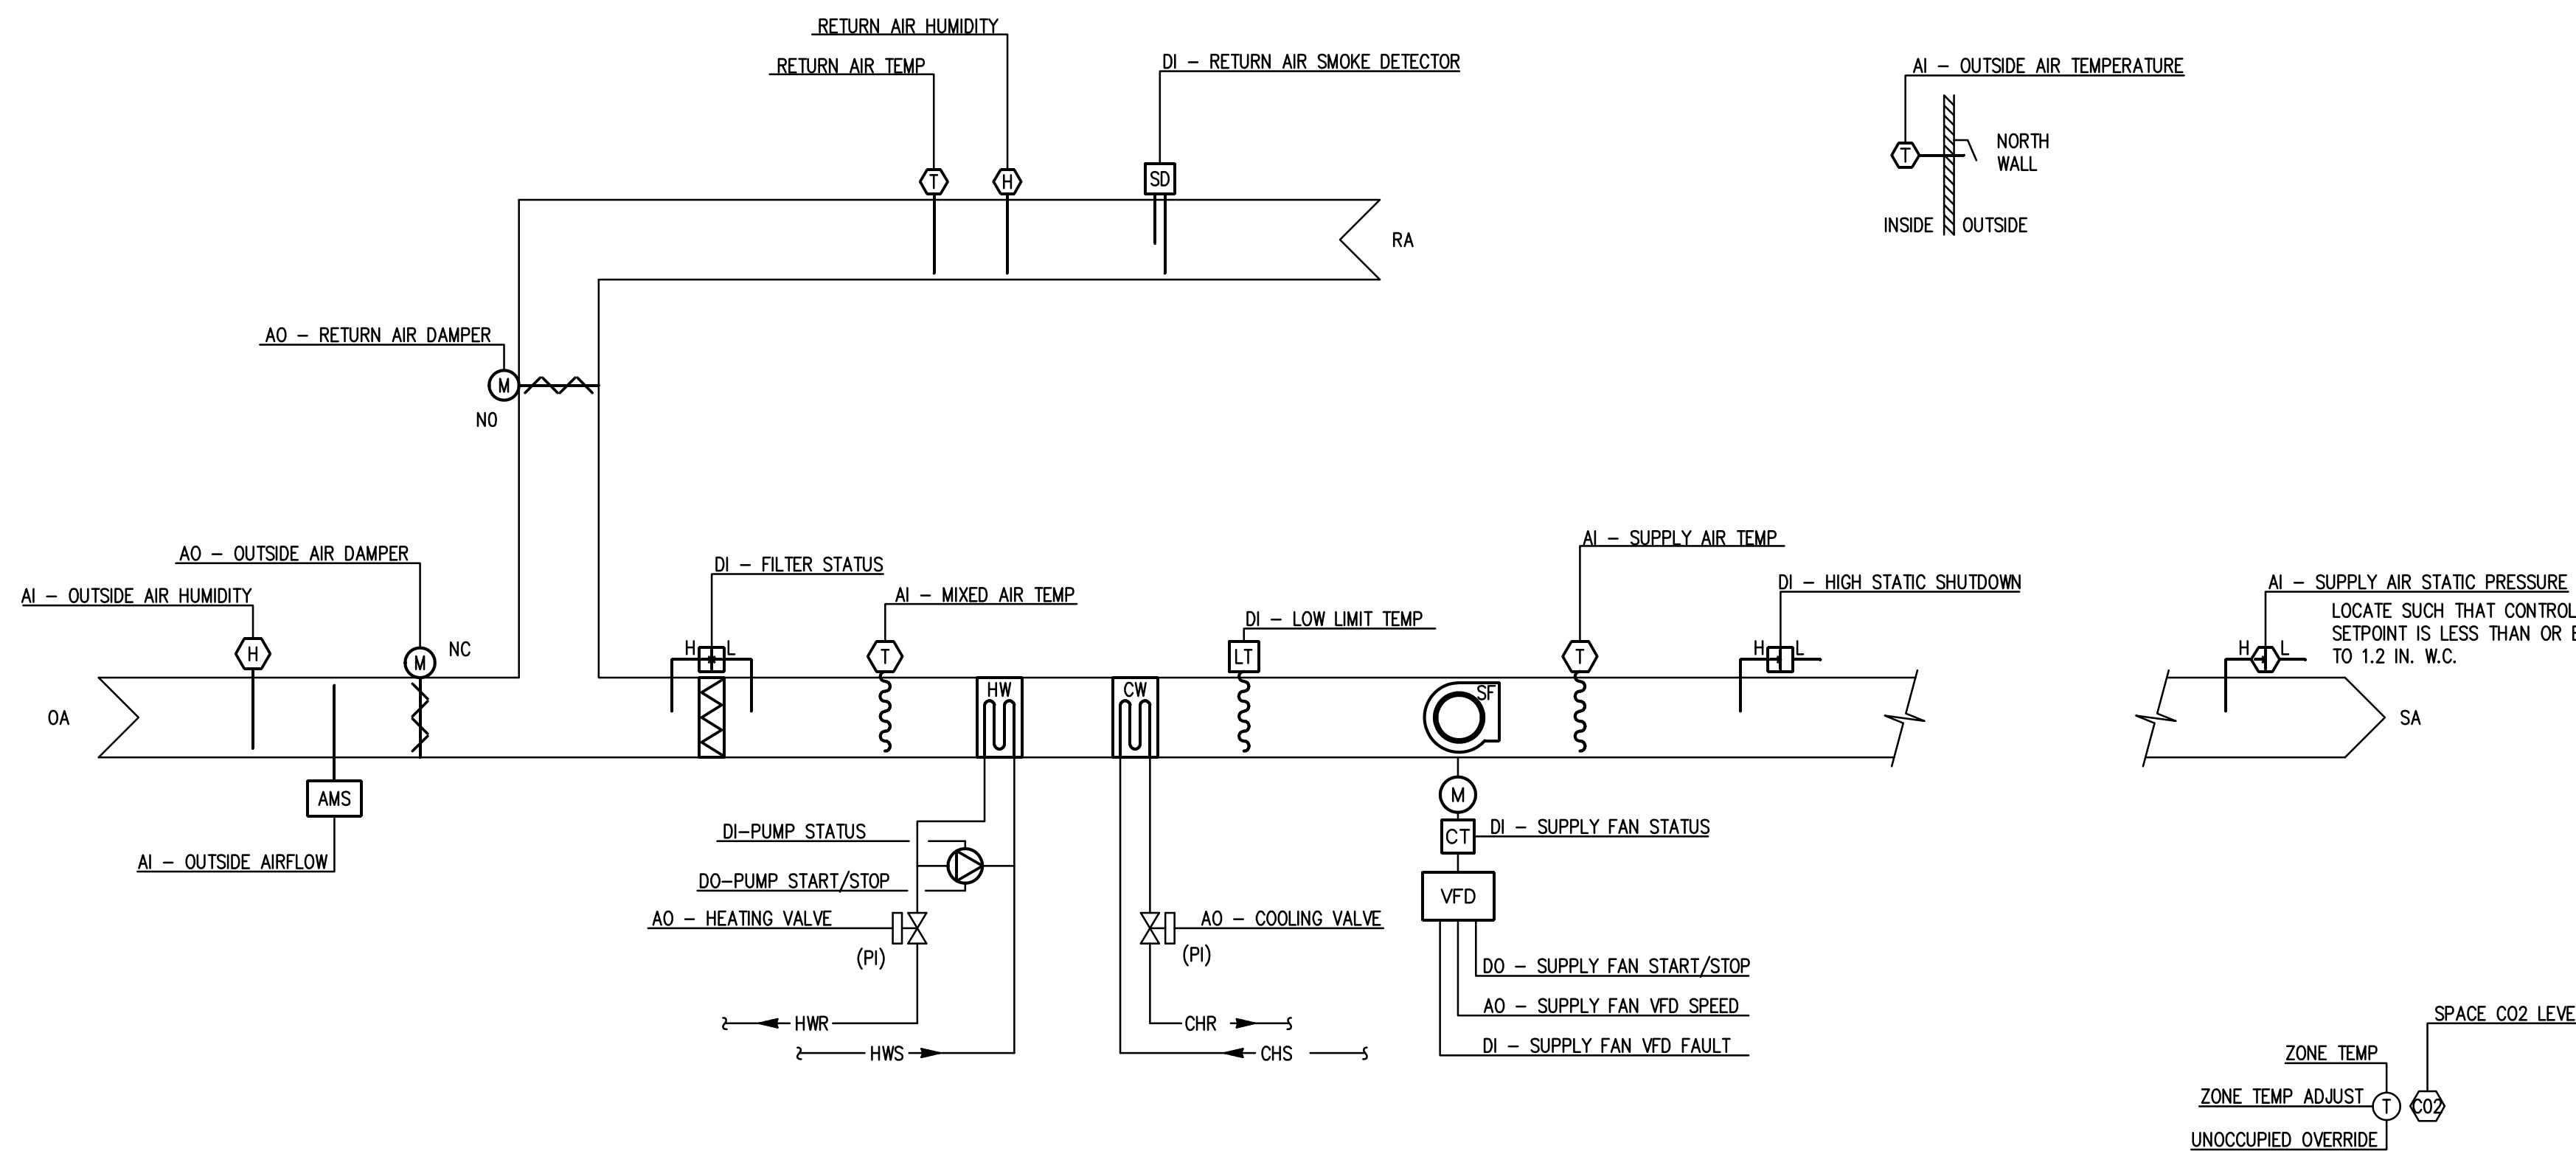 RETURN AIR HUMIDITY
RETURN AIR TEMP
DI – RETURN AIR SMOKE DETECTOR
AI – OUTSIDE AIR TEMPERATURE
T
H
SD
T
NORTH
WALL
INSIDE
OUTSIDE
RA
AO – RETURN AIR DAMPER
M
NO
AO – OUTSIDE AIR DAMPER
AI – OUTSIDE AIR HUMIDITY
H
M
NC
OA
AMS
AI – OUTSIDE AIRFLOW
DI – FILTER STATUS
H
L
AI – MIXED AIR TEMP
T
HW
CW
DI – LOW LIMIT TEMP
LT
SF
AI – SUPPLY AIR TEMP
T
DI – HIGH STATIC SHUTDOWN
H
L
AI – SUPPLY AIR STATIC PRESSURE
LOCATE SUCH THAT CONTROL
SETPOINT IS LESS THAN OR
TO 1.2 IN. W.C.
H
L
SA
DI–PUMP STATUS
DO–PUMP START/STOP
AO – HEATING VALVE
(PI)
HWR
HWS
AO – COOLING VALVE
(PI)
CHR
CHS
M
CT
DI – SUPPLY FAN STATUS
VFD
DO – SUPPLY FAN START/STOP
AO – SUPPLY FAN VFD SPEED
DI – SUPPLY FAN VFD FAULT
SPACE CO2
ZONE TEMP
ZONE TEMP ADJUST
T
CO2
UNOCCUPIED OVERRIDE